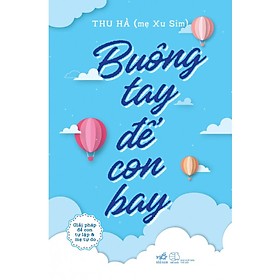 THU HÀ (mẹ Xu Sim)
Buông
tay
để
con
bay
Giải pháp
để con
tự lập &
mẹ tự do